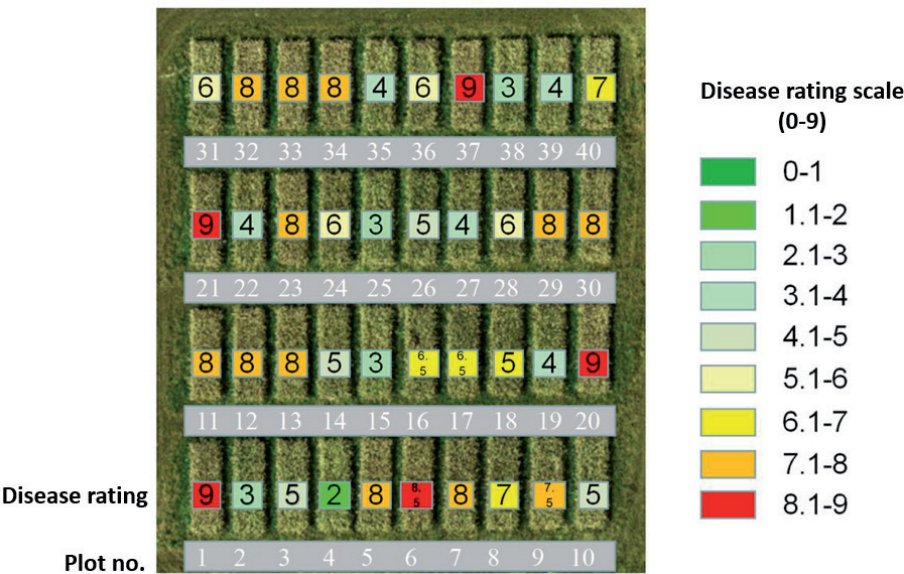 6 8 8 8 4 6 9 3 4 7
31 32 33 34 35 36 37 38 39 40
9 4 8 6 3 5 4 6 8 8
21 22 23 24 25 26 27 28 29 30
8 8 8 5 3 6.5 6.5 5 4 9
11 12 13 14 15 16 17 18 19 20
Disease rating 9 3 5 2 8 8.5 8 7 7.5 5
Plot no. 1 2 3 4 5 6 7 8 9 10
Disease rating scale
(0-9)
0-1
1.1-2
2.1-3
3.1-4
4.1-5
5.1-6
6.1-7
7.1-8
8.1-9